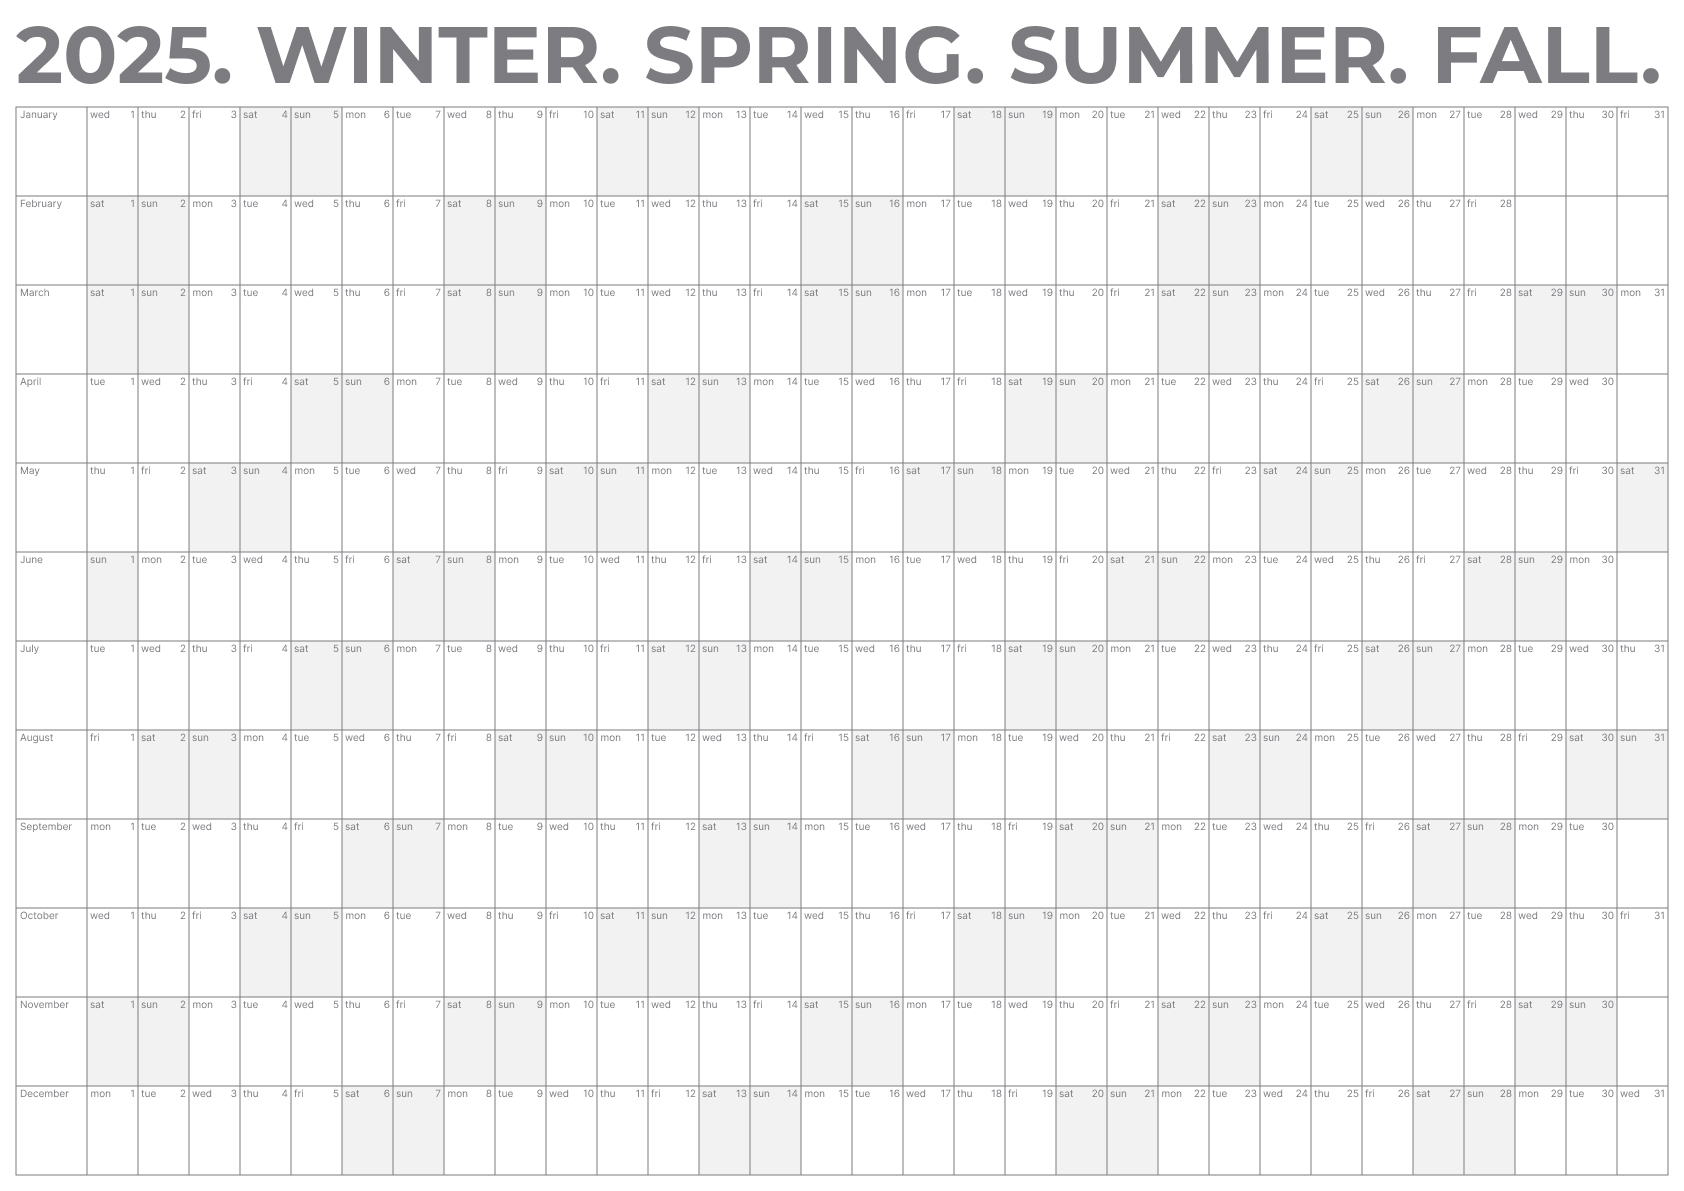 2025. WINTER. SPRING. SUMMER. FALL.
January wed 1 thu 2 fri 3 sat 4 sun 5 mon 6 tue 7 wed 8 thu 9 fri 10 sat 11 sun 12 mon 13 tue 14 wed 15 thu 16 fri 17 sat 18 sun 19 mon 20 tue 21 wed 22 thu 23 fri 24 sat 25 sun 26 mon 27 tue 28 wed 29 thu 30 fri 31
February sat 1 sun 2 mon 3 tue 4 wed 5 thu 6 fri 7 sat 8 sun 9 mon 10 tue 11 wed 12 thu 13 fri 14 sat 15 sun 16 mon 17 tue 18 wed 19 thu 20 fri 21 sat 22 sun 23 mon 24 tue 25 wed 26 thu 27 fri 28
March sat 1 sun 2 mon 3 tue 4 wed 5 thu 6 fri 7 sat 8 sun 9 mon 10 tue 11 wed 12 thu 13 fri 14 sat 15 sun 16 mon 17 tue 18 wed 19 thu 20 fri 21 sat 22 sun 23 mon 24 tue 25 wed 26 thu 27 fri 28 sat 29 sun 30 mon 31
April tue 1 wed 2 thu 3 fri 4 sat 5 sun 6 mon 7 tue 8 wed 9 thu 10 fri 11 sat 12 sun 13 mon 14 tue 15 wed 16 thu 17 fri 18 sat 19 sun 20 mon 21 tue 22 wed 23 thu 24 fri 25 sat 26 sun 27 mon 28 tue 29 wed 30
May thu 1 fri 2 sat 3 sun 4 mon 5 tue 6 wed 7 thu 8 fri 9 sat 10 sun 11 mon 12 tue 13 wed 14 thu 15 fri 16 sat 17 sun 18 mon 19 tue 20 wed 21 thu 22 fri 23 sat 24 sun 25 mon 26 tue 27 wed 28 thu 29 fri 30 sat 31
June sun 1 mon 2 tue 3 wed 4 thu 5 fri 6 sat 7 sun 8 mon 9 tue 10 wed 11 thu 12 fri 13 sat 14 sun 15 mon 16 tue 17 wed 18 thu 19 fri 20 sat 21 sun 22 mon 23 tue 24 wed 25 thu 26 fri 27 sat 28 sun 29 mon 30
July tue 1 wed 2 thu 3 fri 4 sat 5 sun 6 mon 7 tue 8 wed 9 thu 10 fri 11 sat 12 sun 13 mon 14 tue 15 wed 16 thu 17 fri 18 sat 19 sun 20 mon 21 tue 22 wed 23 thu 24 fri 25 sat 26 sun 27 mon 28 tue 29 wed 30 thu 31
August fri 1 sat 2 sun 3 mon 4 tue 5 wed 6 thu 7 fri 8 sat 9 sun 10 mon 11 tue 12 wed 13 thu 14 fri 15 sat 16 sun 17 mon 18 tue 19 wed 20 thu 21 fri 22 sat 23 sun 24 mon 25 tue 26 wed 27 thu 28 fri 29 sat 30 sun 31
September mon 1 tue 2 wed 3 thu 4 fri 5 sat 6 sun 7 mon 8 tue 9 wed 10 thu 11 fri 12 sat 13 sun 14 mon 15 tue 16 wed 17 thu 18 fri 19 sat 20 sun 21 mon 22 tue 23 wed 24 thu 25 fri 26 sat 27 sun 28 mon 29 tue 30
October wed 1 thu 2 fri 3 sat 4 sun 5 mon 6 tue 7 wed 8 thu 9 fri 10 sat 11 sun 12 mon 13 tue 14 wed 15 thu 16 fri 17 sat 18 sun 19 mon 20 tue 21 wed 22 thu 23 fri 24 sat 25 sun 26 mon 27 tue 28 wed 29 thu 30 fri 31
November sat 1 sun 2 mon 3 tue 4 wed 5 thu 6 fri 7 sat 8 sun 9 mon 10 tue 11 wed 12 thu 13 fri 14 sat 15 sun 16 mon 17 tue 18 wed 19 thu 20 fri 21 sat 22 sun 23 mon 24 tue 25 wed 26 thu 27 fri 28 sat 29 sun 30
December mon 1 tue 2 wed 3 thu 4 fri 5 sat 6 sun 7 mon 8 tue 9 wed 10 thu 11 fri 12 sat 13 sun 14 mon 15 tue 16 wed 17 thu 18 fri 19 sat 20 sun 21 mon 22 tue 23 wed 24 thu 25 fri 26 sat 27 sun 28 mon 29 tue 30 wed 31